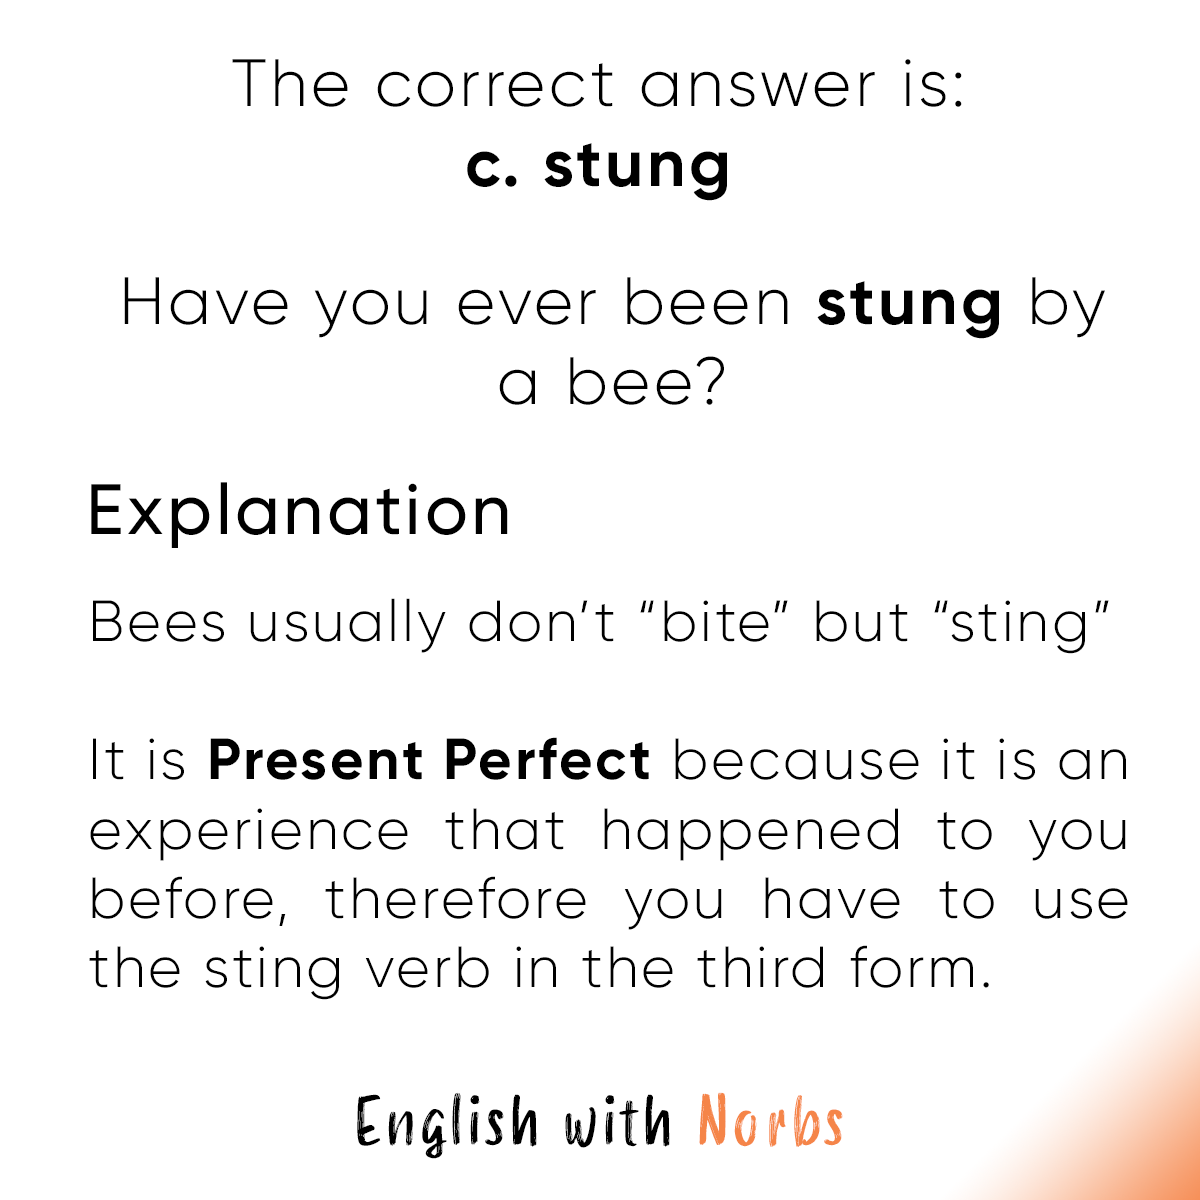 The correct answer is:
c. stung
Have you ever been stung by
a bee?
Explanation
Bees usually don’t “bite” but “sting”
It is Present Perfect because it is an
experience that happened to you
before, therefore you have to use
the sting verb in the third form.
English with Norbs